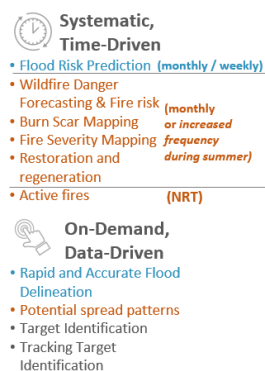 Systematic,
Time-Driven
• Flood Risk Prediction (monthly / weekly)
• Wildfire Danger
Forecasting & Fire risk
• Burn Scar Mapping
• Fire Severity Mapping
• Restoration and
regeneration
(monthly
or increased
frequency
during summer)
• Active fires (NRT)
On-Demand,
Data-Driven
• Rapid and Accurate Flood
Delineation
• Potential spread patterns
• Target Identification
• Tracking Target
Identification